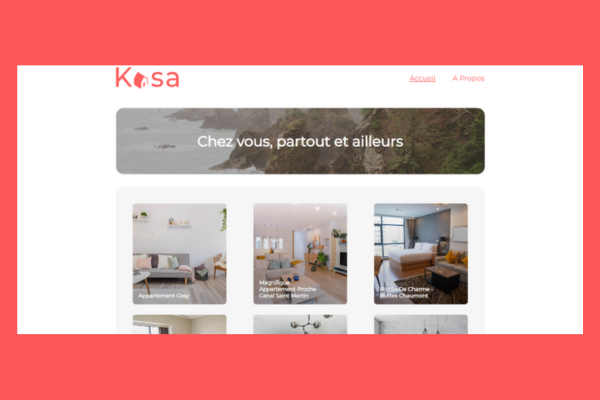 Kasa
Accueil
A Propos
Chez vous, partout et ailleurs
Appartement Cosy
Magnifique
Appartement Proche
Canal Saint Martin
De Charme -
Buttes Chaumont